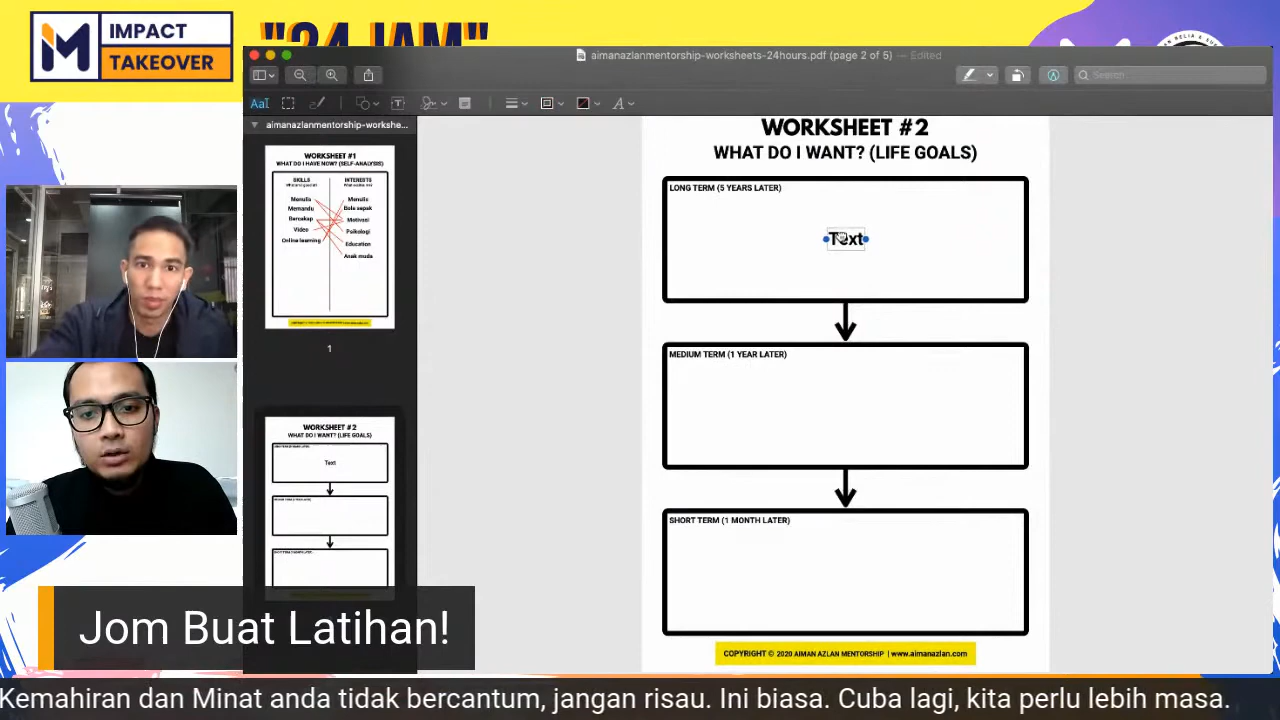 IMPACT
TAKEOVER
"24 JAM"
aimanazlanmentorship-worksheets-24hours.pdf (page 2 of 5) — Edited
Search
AaI
T
A
aimanazlanmentorship-workshe...
WORKSHEET #1
WHAT DO I HAVE NOW? (SELF-ANALYSIS)
SKILLS
INTERESTS
Menulis
Menulis
Memandu
Bola sepak
Bercakap
Motivasi
Video
Psikologi
Online learning
Education
Anak muda
1
WORKSHEET #2
WHAT DO I WANT? (LIFE GOALS)
Text
WORKSHEET #2
WHAT DO I WANT? (LIFE GOALS)
LONG TERM (5 YEARS LATER)
Text
MEDIUM TERM (1 YEAR LATER)
SHORT TERM (1 MONTH LATER)
COPYRIGHT © 2020 AIMAN AZLAN MENTORSHIP | www.aimanazlan.com
Jom Buat Latihan!
Kemahiran dan Minat anda tidak bercantum, jangan risau. Ini biasa. Cuba lagi, kita perlu lebih masa.